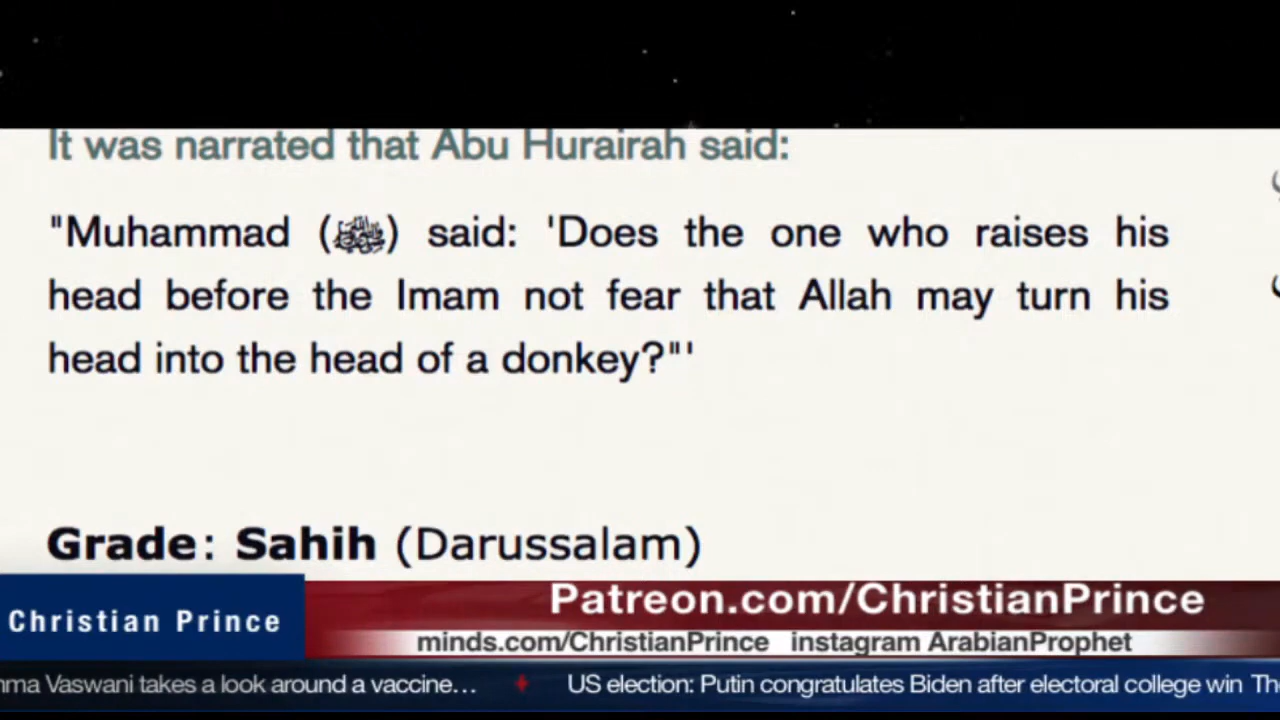 It was narrated that Abu Hurairah said:
"Muhammad (ﷺ) said: 'Does the one who raises his
head before the Imam not fear that Allah may turn his
head into the head of a donkey?"'
Grade: Sahih (Darussalam)
Christian Prince
Patreon.com/ChristianPrince
minds.com/ChristianPrince instagram ArabianProphet
Vaswani takes a look around a vaccine... US election: Putin congratulates Biden after electoral college win